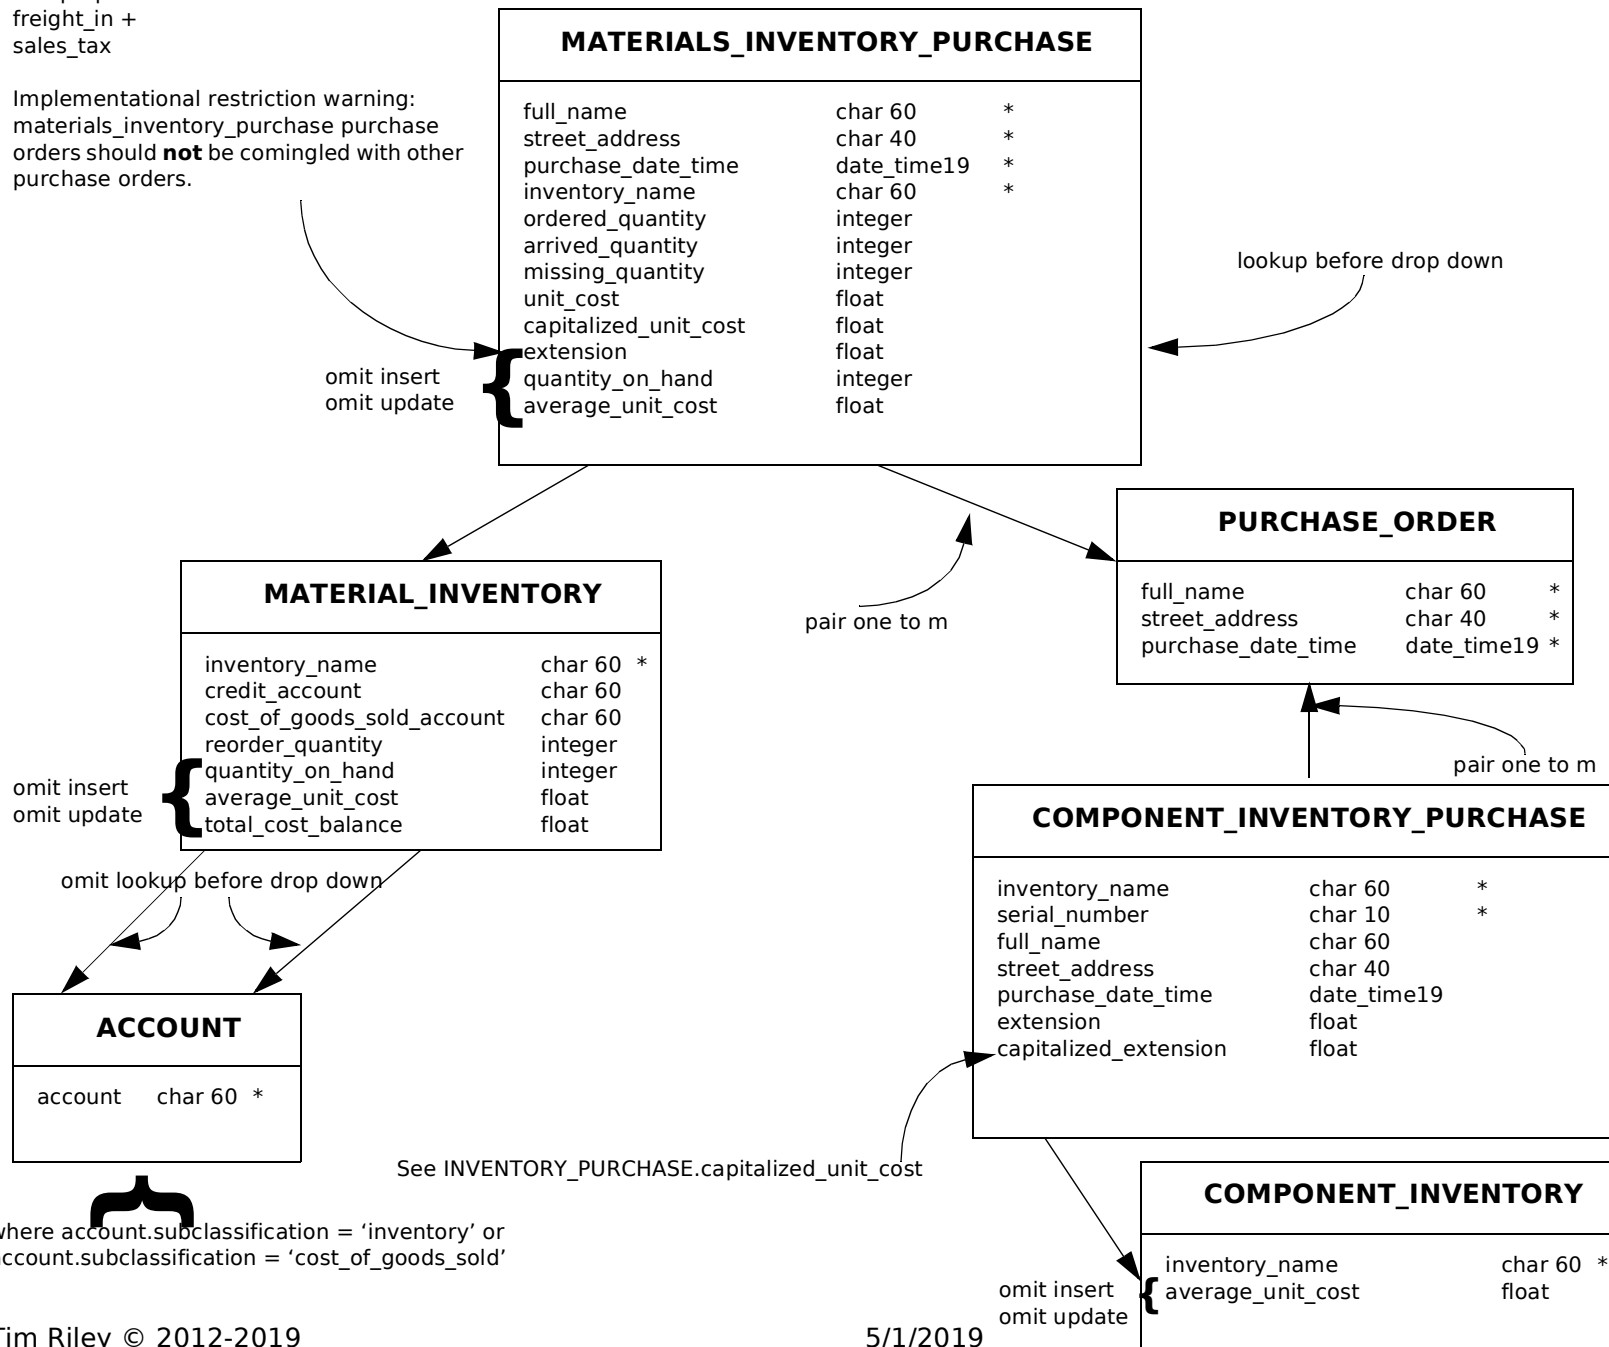 freight_in +
sales_tax
Implementational restriction warning:
materials_inventory_purchase purchase
orders should not be comingled with other
purchase orders.
MATERIALS_INVENTORY_PURCHASE
full_name char 60 *
street_address char 40 *
purchase_date_time date_time19 *
inventory_name char 60 *
ordered_quantity integer
arrived_quantity integer
missing_quantity integer
unit_cost float
capitalized_unit_cost float
extension float
quantity_on_hand integer
average_unit_cost float
omit insert
omit update
lookup before drop down
PURCHASE_ORDER
full_name char 60 *
street_address char 40 *
purchase_date_time date_time19 *
pair one to m
MATERIAL_INVENTORY
inventory_name char 60 *
credit_account char 60
cost_of_goods_sold_account char 60
reorder_quantity integer
quantity_on_hand integer
average_unit_cost float
total_cost_balance float
omit insert
omit update
pair one to m
COMPONENT_INVENTORY_PURCHASE
inventory_name char 60 *
serial_number char 10 *
full_name char 60
street_address char 40
purchase_date_time date_time19
extension float
capitalized_extension float
omit lookup before drop down
ACCOUNT
account char 60 *
See INVENTORY_PURCHASE.capitalized_unit_cost
where account.subclassification = ‘inventory’ or
account.subclassification = ‘cost_of_goods_sold’
COMPONENT_INVENTORY
inventory_name char 60 *
average_unit_cost float
omit insert
omit update
Tim Riley © 2012-2019
5/1/2019